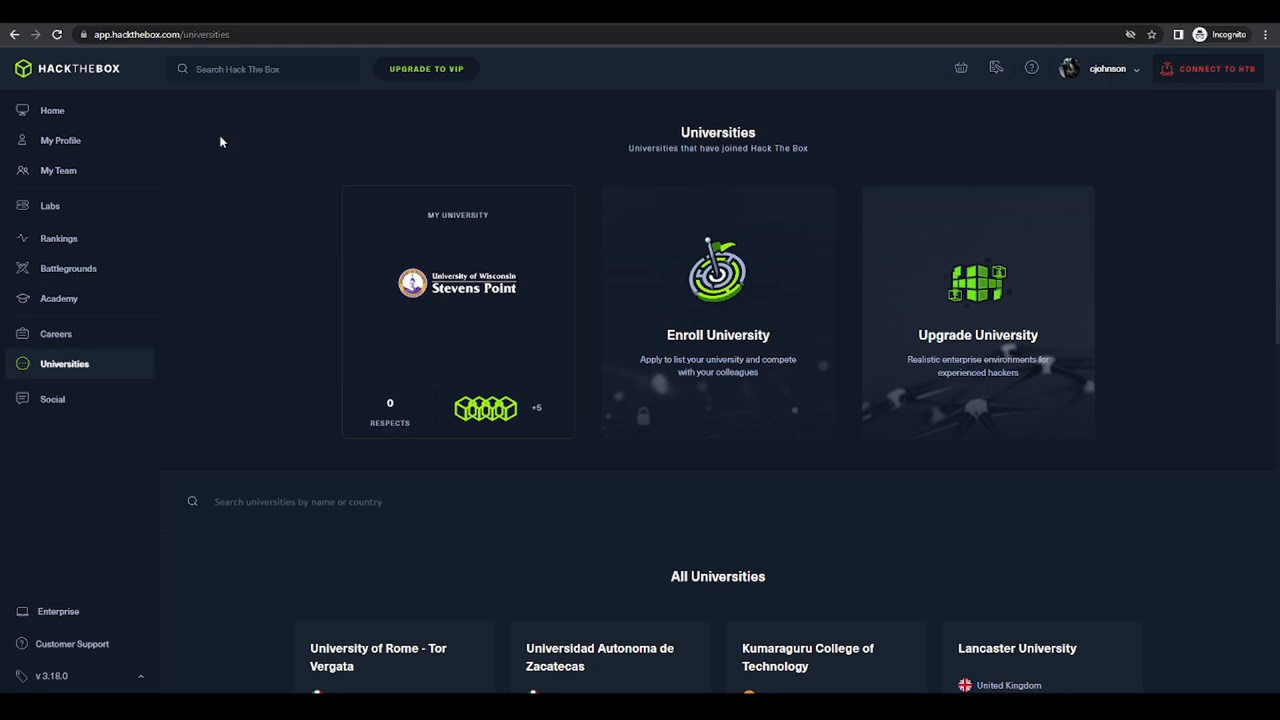 app.hackthebox.com/universities
Incognito
HACKTHEBOX
Search Hack The Box
UPGRADE TO VIP
cjohnson
CONNECT TO HTB
Home
My Profile
My Team
Labs
Rankings
Battlegrounds
Academy
Careers
Universities
Social
Enterprise
Customer Support
v 3.18.0
Universities
Universities that have joined Hack The Box
MY UNIVERSITY
University of Wisconsin
Stevens Point
0
RESPECTS
+5
Enroll University
Apply to list your university and compete
with your colleagues
Upgrade University
Realistic enterprise environments for
experienced hackers
Search universities by name or country
All Universities
University of Rome - Tor
Vergata
Universidad Autonoma de
Zacatecas
Kumaraguru College of
Technology
Lancaster University
United Kingdom